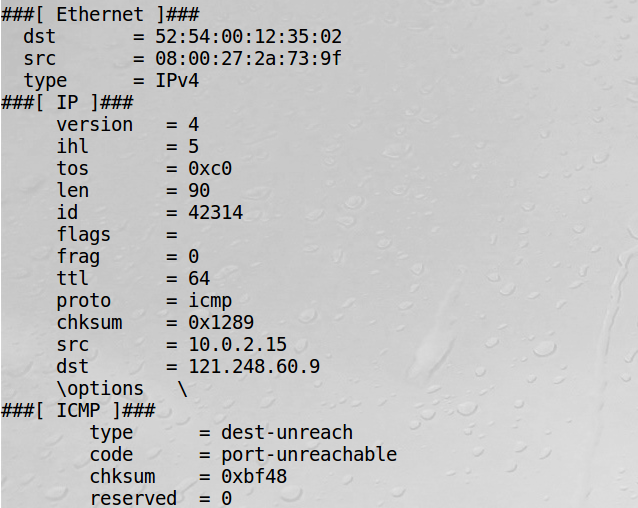 ###[ Ethernet ]###
  dst       = 52:54:00:12:35:02
  src       = 08:00:27:2a:73:9f
  type      = IPv4
###[ IP ]###
     version   = 4
     ihl       = 5
     tos       = 0xc0
     len       = 90
     id        = 42314
     flags     =
     frag      = 0
     ttl       = 64
     proto     = icmp
     chksum    = 0x1289
     src       = 10.0.2.15
     dst       = 121.248.60.9
     \options   \
###[ ICMP ]###
        type      = dest-unreach
        code      = port-unreachable
        chksum    = 0xbf48
        reserved  = 0